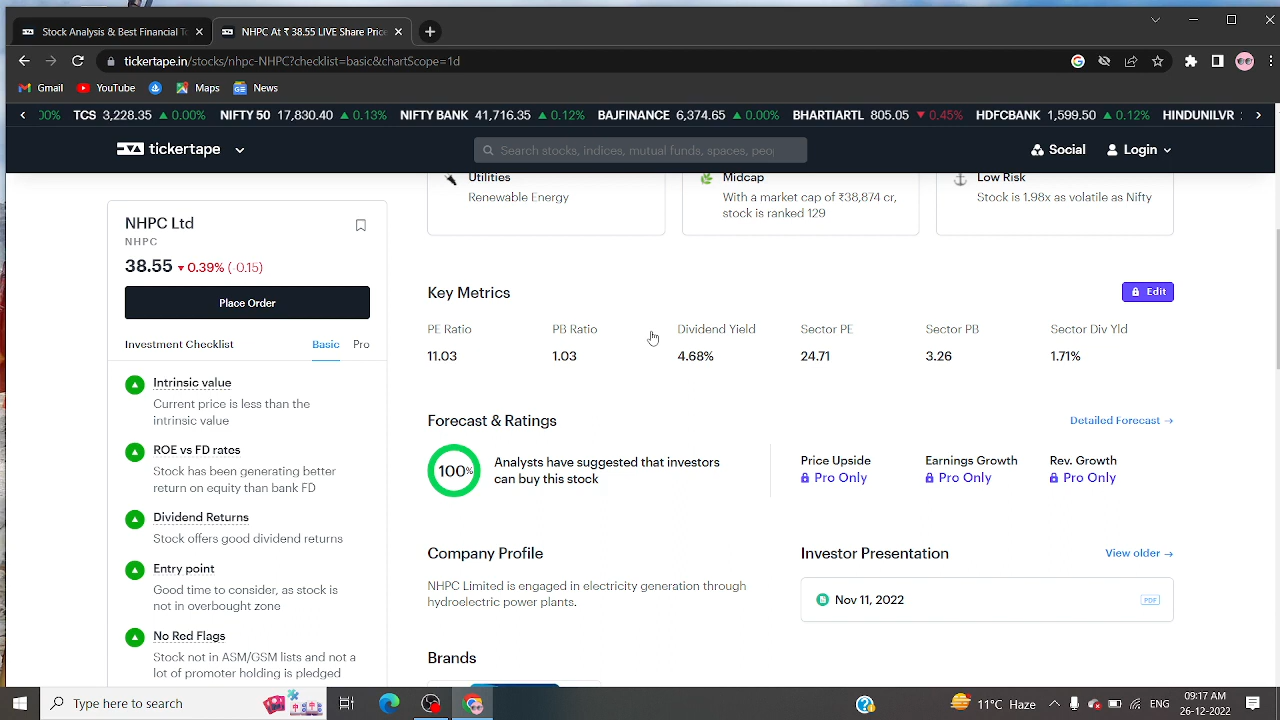 Stock Analysis & Best Financial To
NHPC At ₹ 38.55 LIVE Share Price
tickertape.in/stocks/nhpc-NHPC?checklist=basic&chartScope=1d
Gmail YouTube Maps News
00% TCS 3,228.35 ▲ 0.00% NIFTY 50 17,830.40 ▲ 0.13% NIFTY BANK 41,716.35 ▲ 0.12% BAJFINANCE 6,374.65 ▲ 0.00% BHARTIARTL 805.05 ▼ 0.45% HDFCBANK 1,599.50 ▲ 0.12% HINDUNILVR
tickertape
Search stocks, indices, mutual funds, spaces, peop
Social
Login
NHPC Ltd
NHPC
38.55 ▼ 0.39% (-0.15)
Place Order
Investment Checklist Basic Pro
Intrinsic value
Current price is less than the
intrinsic value
ROE vs FD rates
Stock has been generating better
return on equity than bank FD
Dividend Returns
Stock offers good dividend returns
Entry point
Good time to consider, as stock is
not in overbought zone
No Red Flags
Stock not in ASM/GSM lists and not a
lot of promoter holding is pledged
Utilities
Renewable Energy
Midcap
With a market cap of ₹38,874 cr,
stock is ranked 129
Low Risk
Stock is 1.98x as volatile as Nifty
Key Metrics
Edit
PE Ratio PB Ratio Dividend Yield Sector PE Sector PB Sector Div Yld
11.03 1.03 4.68% 24.71 3.26 1.71%
Forecast & Ratings
Detailed Forecast →
100%
Analysts have suggested that investors
can buy this stock
Price Upside Earnings Growth Rev. Growth
Pro Only Pro Only Pro Only
Company Profile
NHPC Limited is engaged in electricity generation through
hydroelectric power plants.
Investor Presentation
View older →
Nov 11, 2022
PDF
Brands
Type here to search
11°C Haze
ENG
09:17 AM
26-12-2022